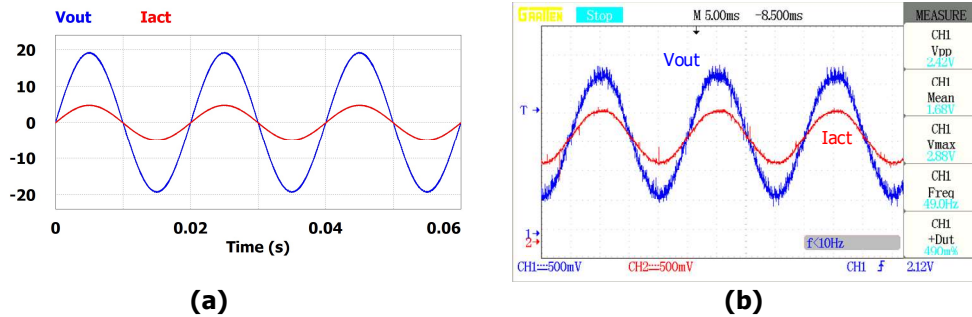 Vout Iact
20
10
0
-10
-20
0 0.02 0.04 0.06
Time (s)
(a)
GRATTEN Stop M 5.00ms -8.500ms MEASURE
CH1
Vpp
2.42V
CH1
Mean
1.68V
CH1
Vmax
2.88V
CH1
Freq
49.0Hz
CH1
+Dut
490m%
Vout
T
Iact
1
2
f<10Hz
CH1 500mV CH2 500mV CH1 2.12V
(b)